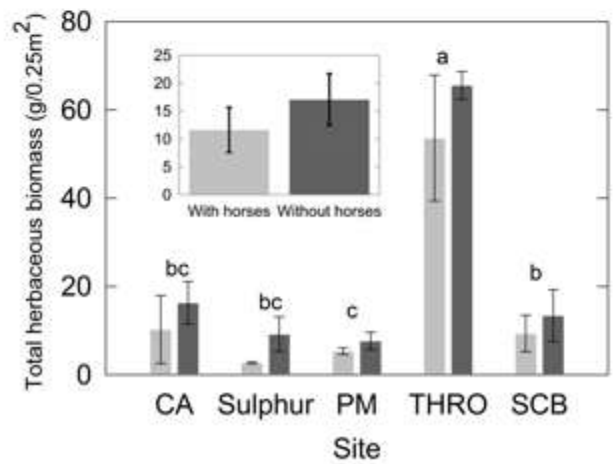 Total herbaceous biomass (g/0.25m²)
80
60
40
20
0
25
20
15
10
5
0
With horses Without horses
bc
bc
c
a
b
CA Sulphur PM THRO SCB
Site